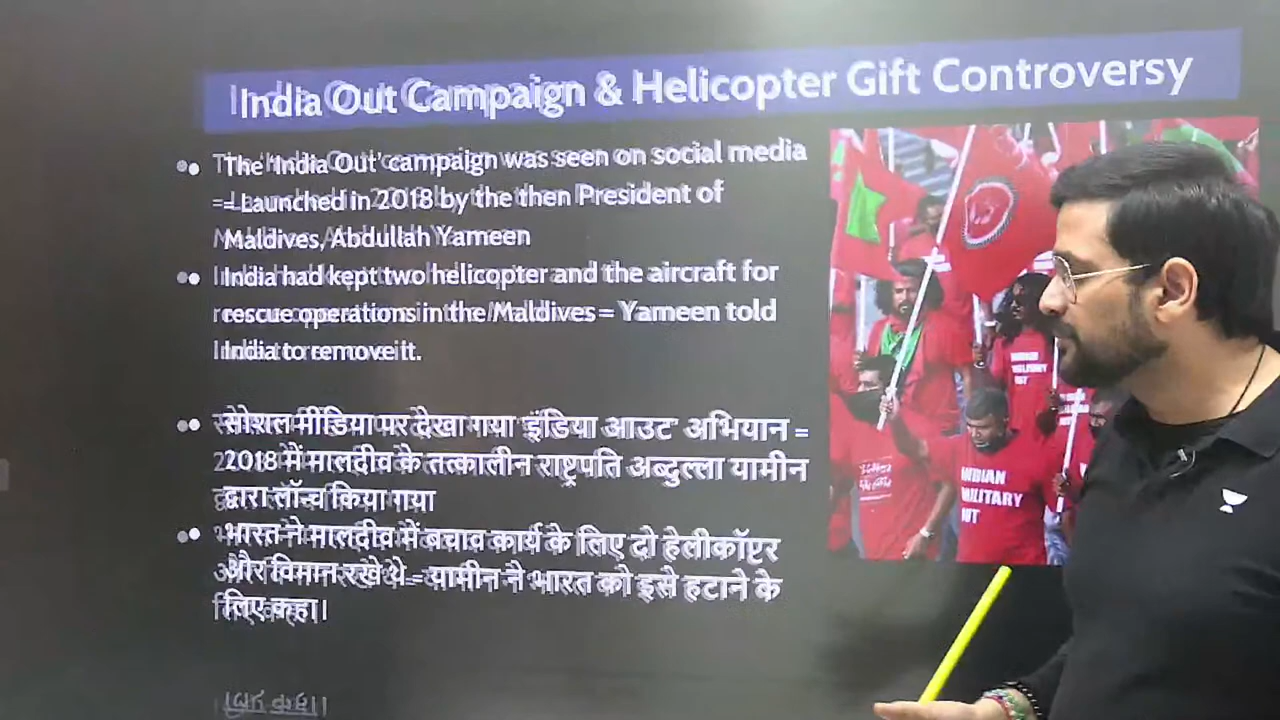 India Out Campaign & Helicopter Gift Controversy
The 'India Out' campaign was seen on social media
=Launched in 2018 by the then President of
Maldives, Abdullah Yameen
India had kept two helicopter and the aircraft for
rescue operations in the Maldives = Yameen told
India to remove it.
सोशल मीडिया पर देखा गया 'इंडिया आउट' अभियान =
2018 में मालदीव के तत्कालीन राष्ट्रपति अब्दुल्ला यामीन
द्वारा लॉन्च किया गया
भारत ने मालदीव में बचाव कार्य के लिए दो हेलीकॉप्टर
और विमान रखे थे = यामीन ने भारत को इसे हटाने के
लिए कहा।
INDIAN
MILITARY